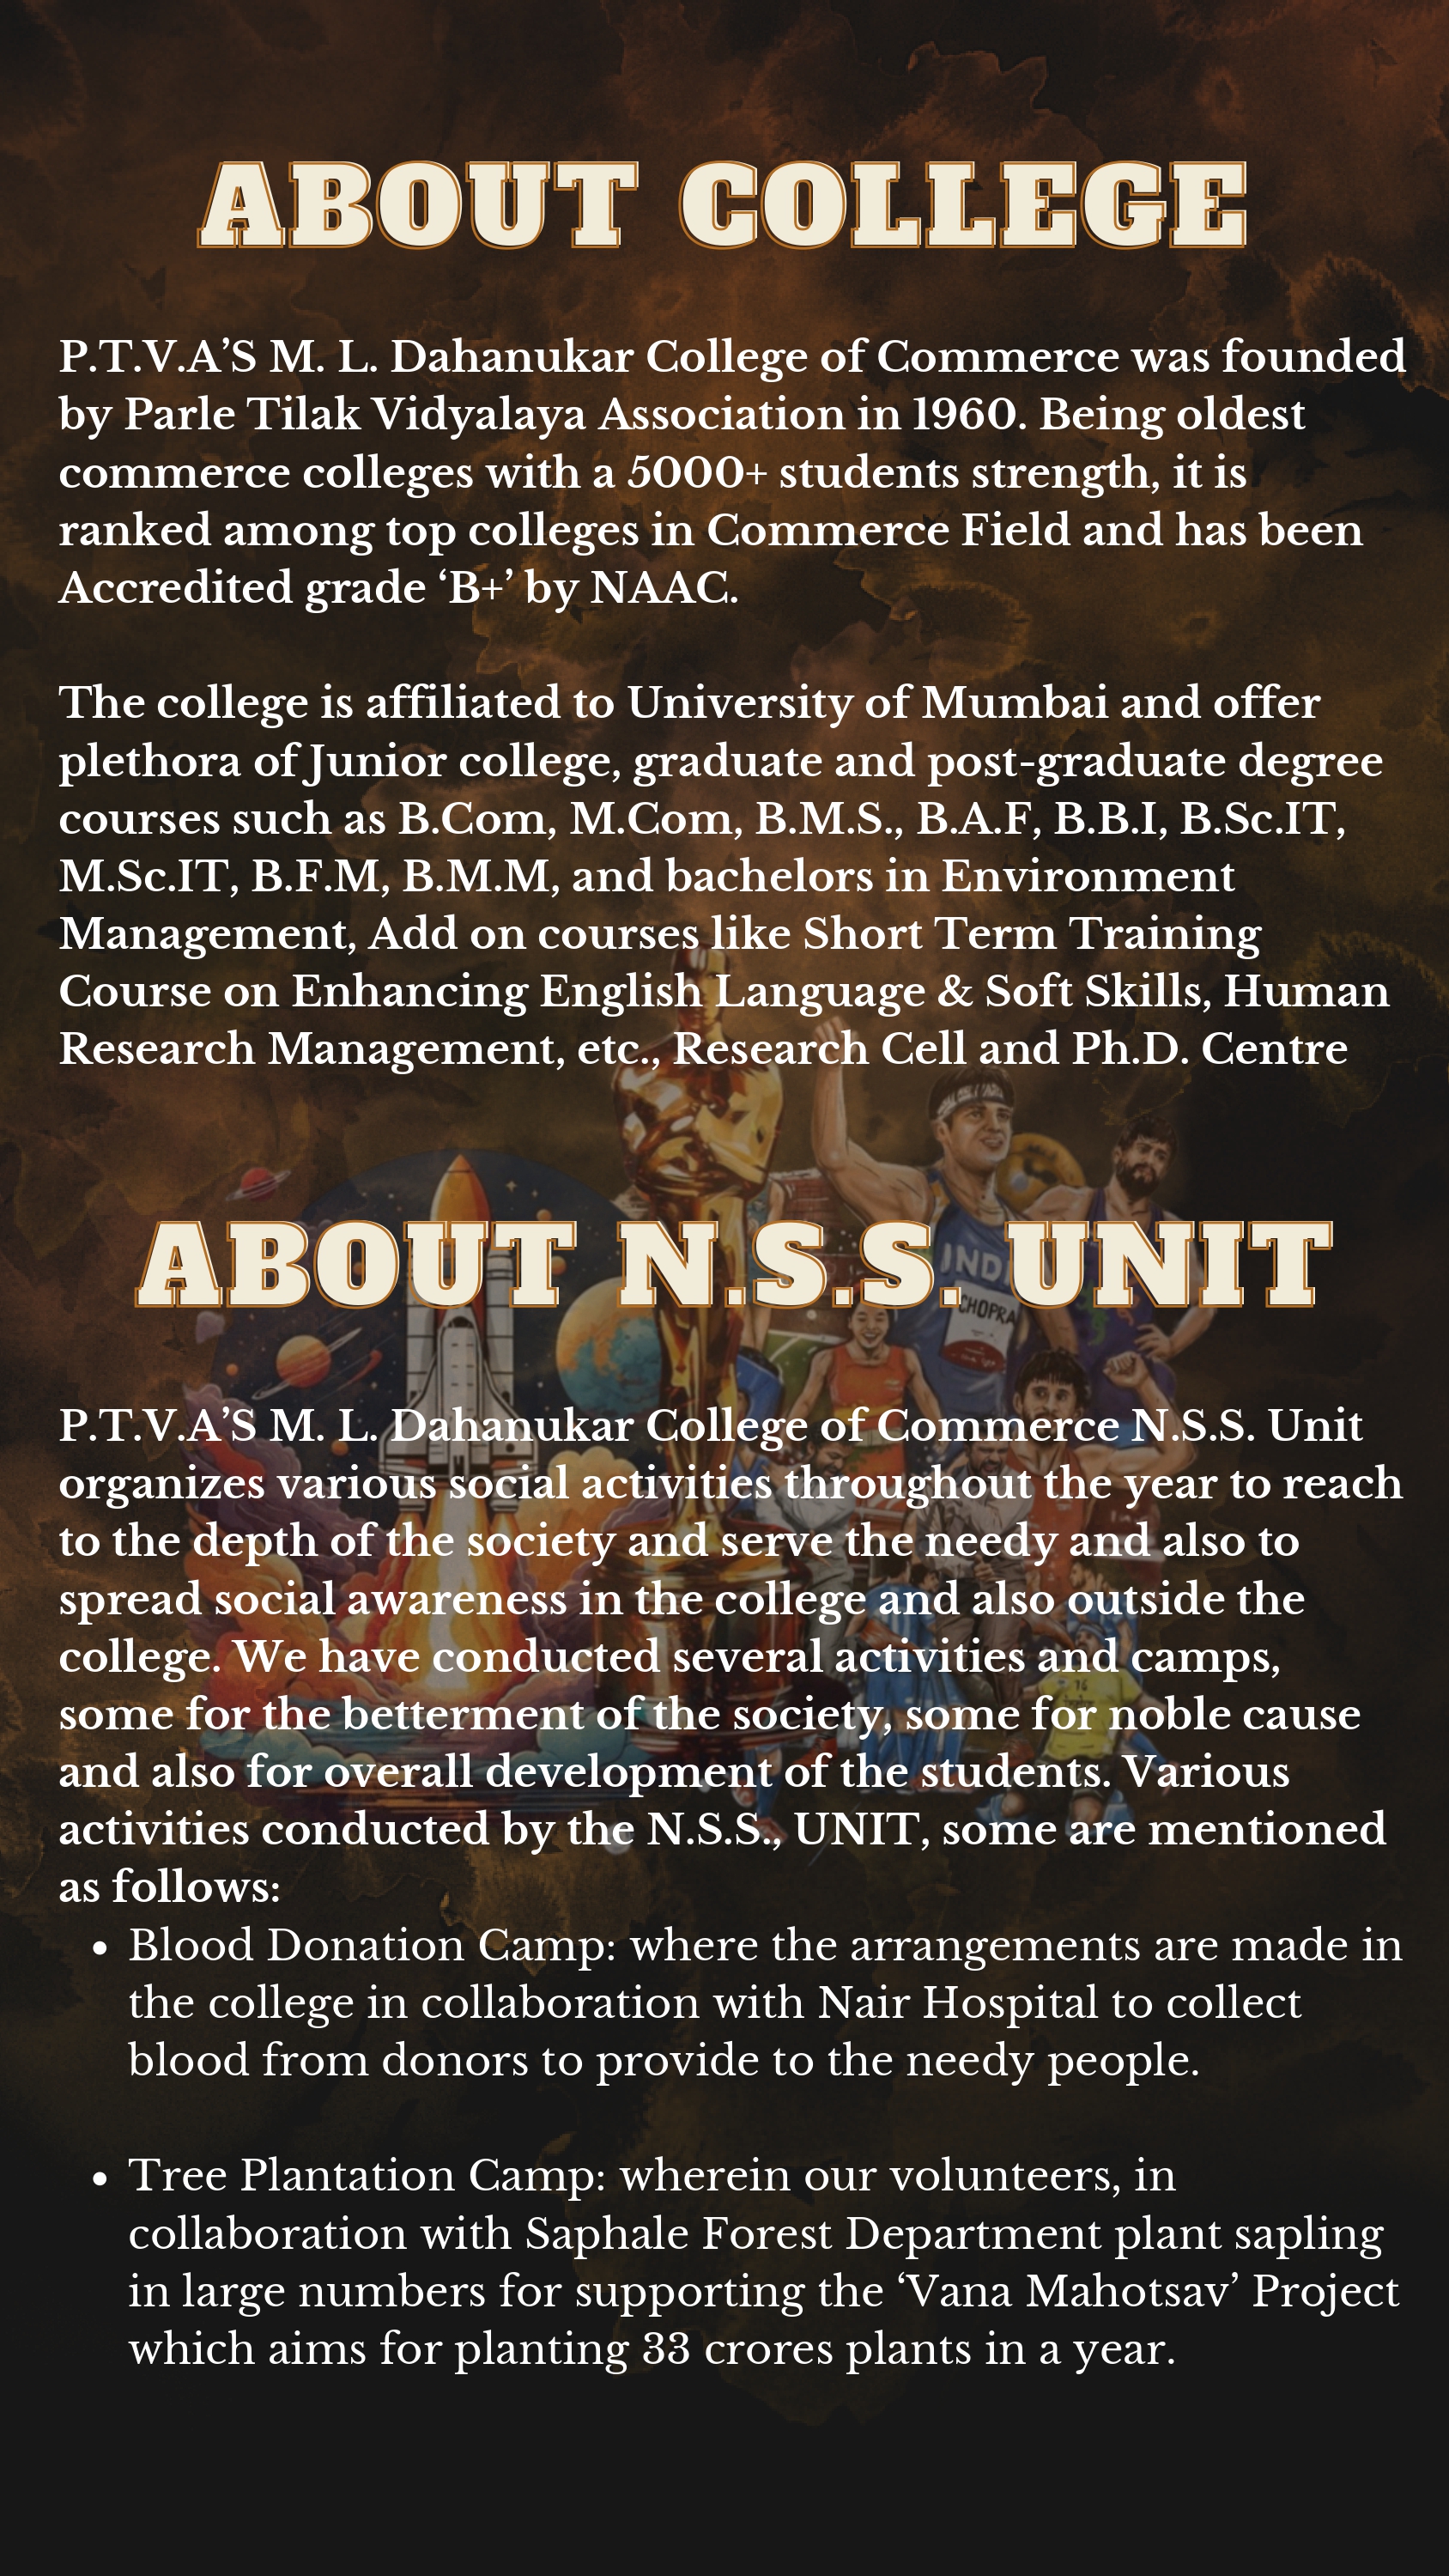 ABOUT COLLEGE
P.T.V.A’S M. L. Dahanukar College of Commerce was founded
by Parle Tilak Vidyalaya Association in 1960. Being oldest
commerce colleges with a 5000+ students strength, it is
ranked among top colleges in Commerce Field and has been
Accredited grade ‘B+’ by NAAC.
The college is affiliated to University of Mumbai and offer
plethora of Junior college, graduate and post-graduate degree
courses such as B.Com, M.Com, B.M.S., B.A.F, B.B.I, B.Sc.IT,
M.Sc.IT, B.F.M, B.M.M, and bachelors in Environment
Management, Add on courses like Short Term Training
Course on Enhancing English Language & Soft Skills, Human
Research Management, etc., Research Cell and Ph.D. Centre
ABOUT N.S.S. UNIT
INDI
CHOPRA
P.T.V.A’S M. L. Dahanukar College of Commerce N.S.S. Unit
organizes various social activities throughout the year to reach
to the depth of the society and serve the needy and also to
spread social awareness in the college and also outside the
college. We have conducted several activities and camps,
some for the betterment of the society, some for noble cause
and also for overall development of the students. Various
activities conducted by the N.S.S., UNIT, some are mentioned
as follows:
• Blood Donation Camp: where the arrangements are made in
the college in collaboration with Nair Hospital to collect
blood from donors to provide to the needy people.
• Tree Plantation Camp: wherein our volunteers, in
collaboration with Saphale Forest Department plant sapling
in large numbers for supporting the ‘Vana Mahotsav’ Project
which aims for planting 33 crores plants in a year.